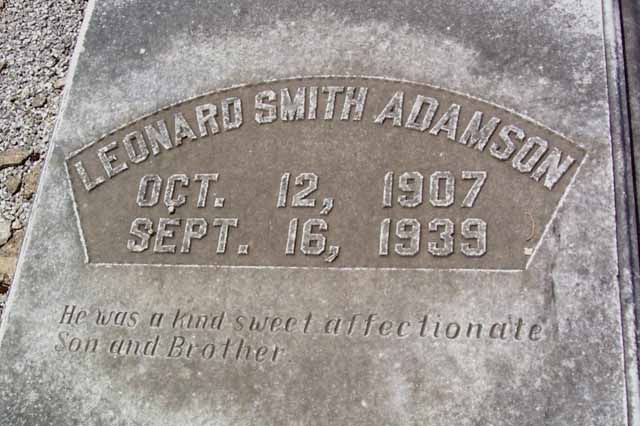 LEONARD SMITH ADAMSON
OCT. 12, 1907
SEPT. 16, 1939
He was a kind sweet affectionate
Son and Brother